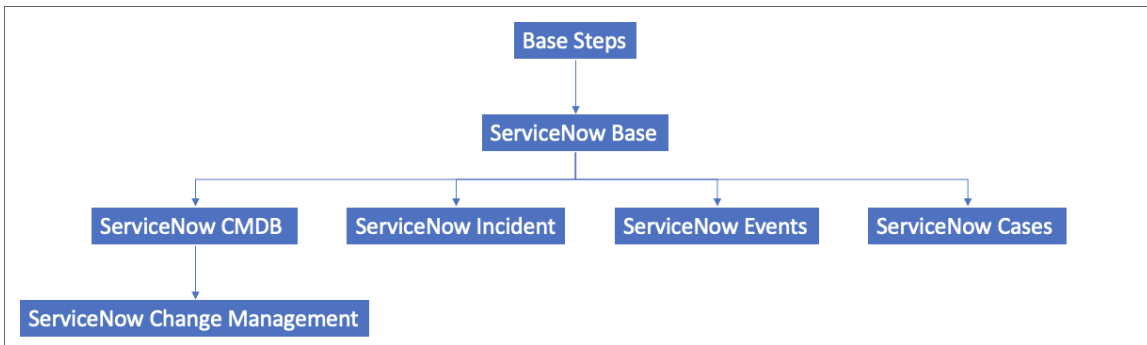 Base Steps
ServiceNow Base
ServiceNow CMDB
ServiceNow Incident
ServiceNow Events
ServiceNow Cases
ServiceNow Change Management